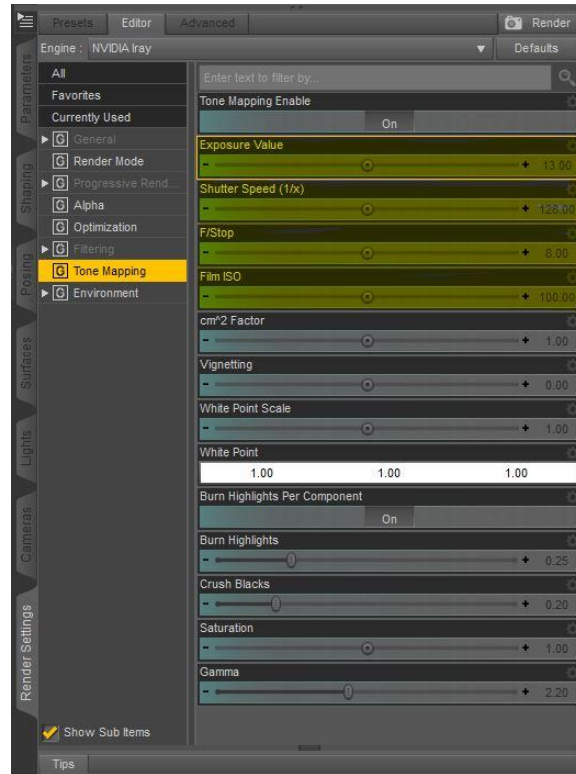 Presets Editor Advanced Render
Engine : NVIDIA Iray Defaults
Parameters
Shaping
Posing
Surfaces
Lights
Cameras
Render Settings
All
Favorites
Currently Used
G General
G Render Mode
G Progressive Rend...
G Alpha
G Optimization
G Filtering
G Tone Mapping
G Environment
Show Sub Items
Enter text to filter by...
Tone Mapping Enable
On
Exposure Value
- + 13.00
Shutter Speed (1/x)
- + 128.00
F/Stop
- + 8.00
Film ISO
- + 100.00
cm^2 Factor
- + 1.00
Vignetting
- + 0.00
White Point Scale
- + 1.00
White Point
1.00 1.00 1.00
Burn Highlights Per Component
On
Burn Highlights
- + 0.25
Crush Blacks
- + 0.20
Saturation
- + 1.00
Gamma
- + 2.20
Tips